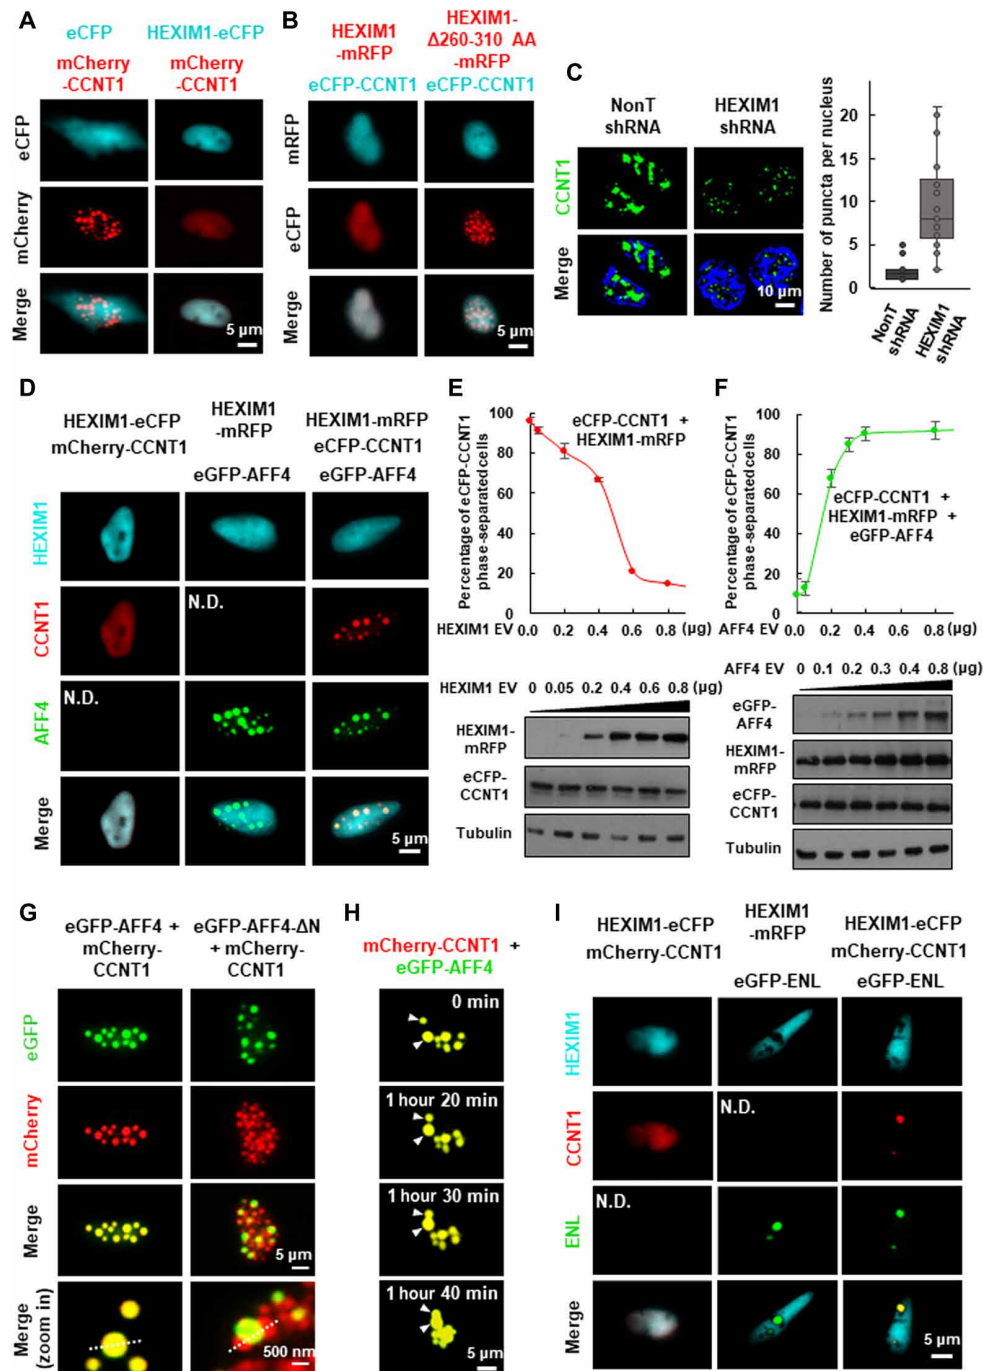 A
eCFP
mCherry
-CCNT1
HEXIM1-eCFP
mCherry
-CCNT1
eCFP
mCherry
Merge
5 µm
B
HEXIM1
-mRFP
eCFP-CCNT1
HEXIM1-
Δ260-310 AA
-mRFP
eCFP-CCNT1
mRFP
eCFP
Merge
5 µm
C
NonT
shRNA
HEXIM1
shRNA
CCNT1
Merge
10 µm
Number of puncta per nucleus
20
15
10
5
0
NonT
shRNA
HEXIM1
shRNA
D
HEXIM1-eCFP
mCherry-CCNT1
HEXIM1
-mRFP
eGFP-AFF4
HEXIM1-mRFP
eCFP-CCNT1
eGFP-AFF4
HEXIM1
CCNT1
N.D.
AFF4
N.D.
Merge
5 µm
E
Percentage of eCFP-CCNT1
phase-separated cells
100
80
60
40
20
0
eCFP-CCNT1 +
HEXIM1-mRFP
HEXIM1 EV
0.0 0.2 0.4 0.6 0.8 (µg)
HEXIM1 EV 0 0.05 0.2 0.4 0.6 0.8 (µg)
HEXIM1-
mRFP
eCFP-
CCNT1
Tubulin
F
Percentage of eCFP-CCNT1
phase-separated cells
100
80
60
40
20
0
eCFP-CCNT1 +
HEXIM1-mRFP +
eGFP-AFF4
AFF4 EV
0.0 0.2 0.4 0.6 0.8 (µg)
AFF4 EV 0 0.1 0.2 0.3 0.4 0.8 (µg)
eGFP-
AFF4
HEXIM1-
mRFP
eCFP-
CCNT1
Tubulin
G
eGFP-AFF4 +
mCherry-
CCNT1
eGFP-AFF4-ΔN
+ mCherry-
CCNT1
eGFP
mCherry
Merge
5 µm
Merge
(zoom in)
500 nm
H
mCherry-CCNT1 +
eGFP-AFF4
0 min
1 hour 20 min
1 hour 30 min
1 hour 40 min
5 µm
I
HEXIM1-eCFP
mCherry-CCNT1
HEXIM1
-mRFP
eGFP-ENL
HEXIM1-eCFP
mCherry-CCNT1
eGFP-ENL
HEXIM1
CCNT1
N.D.
ENL
N.D.
Merge
5 µm